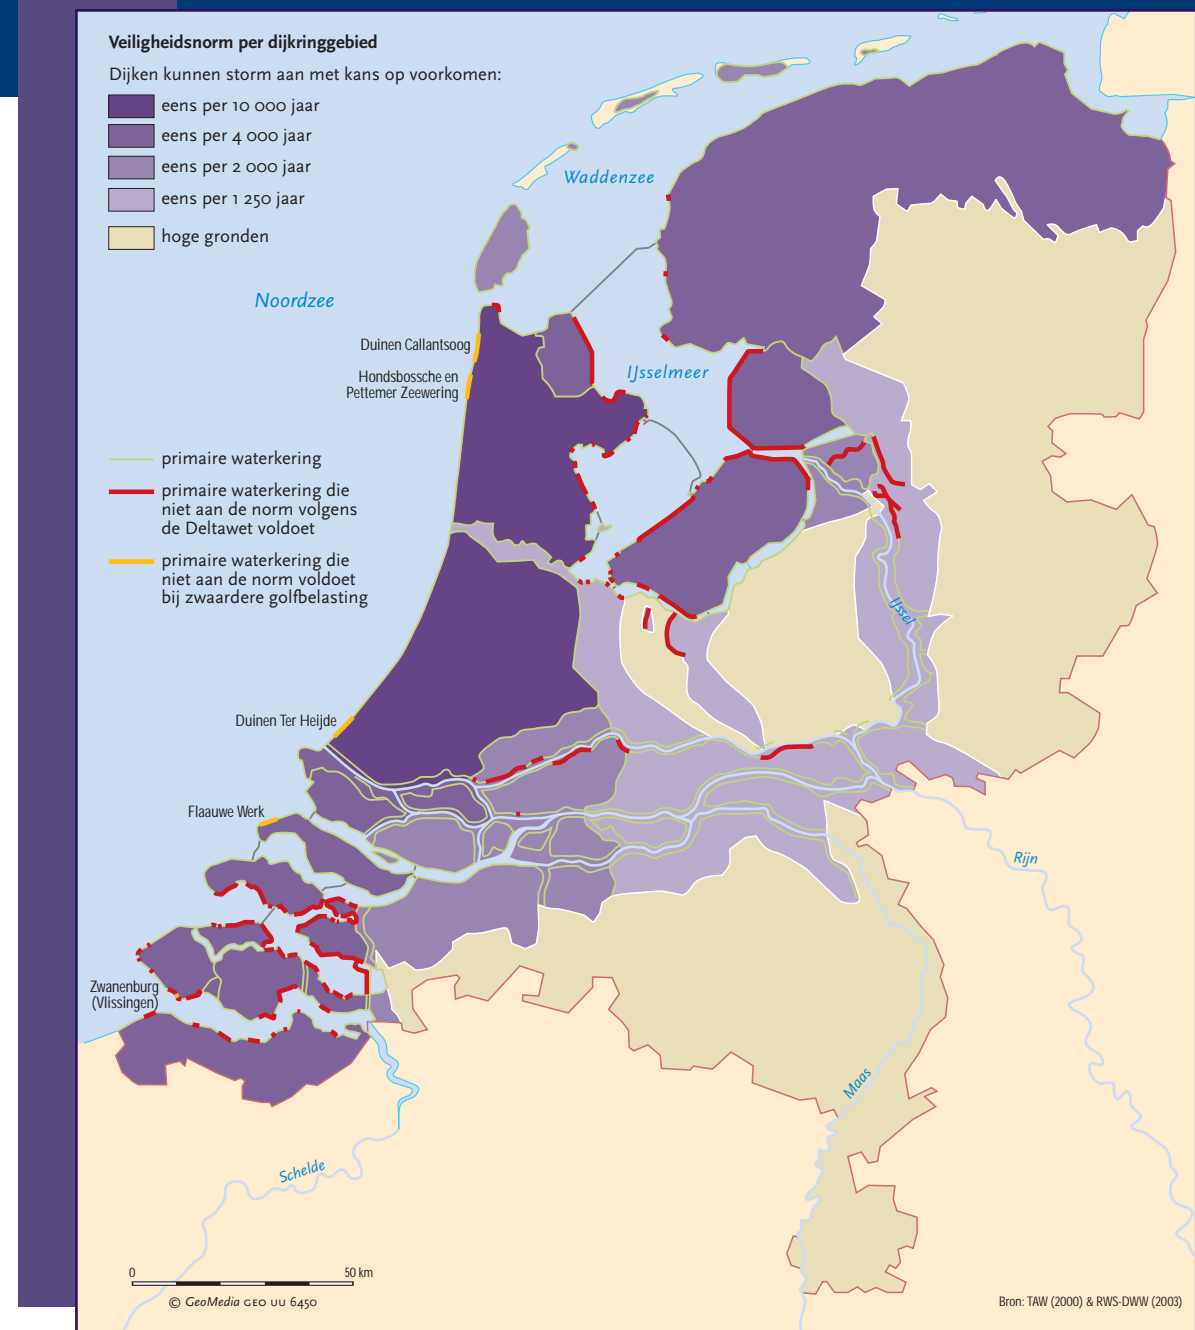 Veiligheidsnorm per dijkringgebied
Dijken kunnen storm aan met kans op voorkomen:
eens per 10 000 jaar
eens per 4 000 jaar
eens per 2 000 jaar
eens per 1 250 jaar
hoge gronden
Waddenzee
Noordzee
Duinen Callantsoog
Hondsbossche en
Pettemer Zeewering
IJsselmeer
primaire waterkering
primaire waterkering die
niet aan de norm volgens
de Deltawet voldoet
primaire waterkering die
niet aan de norm voldoet
bij zwaardere golfbelasting
IJssel
Duinen Ter Heijde
Flaauwe Werk
Rijn
Zwanenburg
(Vlissingen)
Maas
Schelde
0 50 km
© GeoMedia GEO UU 6450
Bron: TAW (2000) & RWS-DWW (2003)